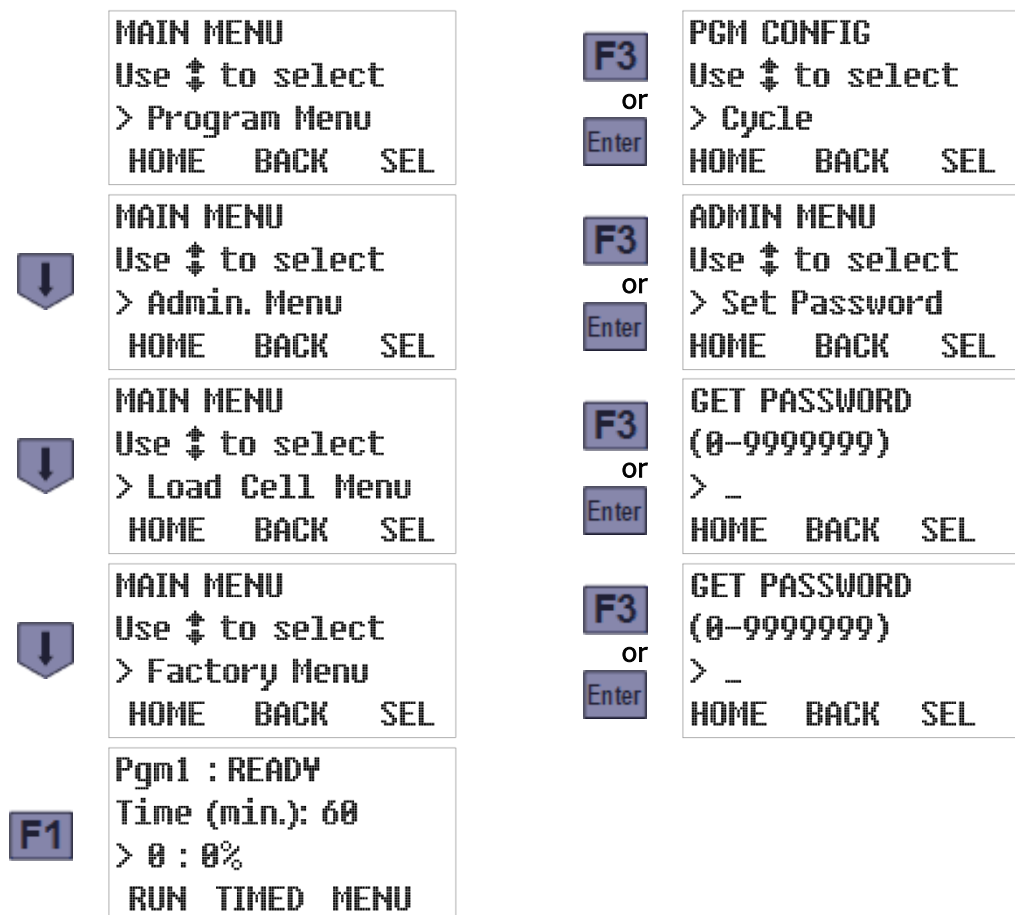 MAIN MENU
Use ↕ to select
> Program Menu
HOME BACK SEL
F3
or
Enter
PGM CONFIG
Use ↕ to select
> Cycle
HOME BACK SEL
MAIN MENU
Use ↕ to select
> Admin. Menu
HOME BACK SEL
F3
or
Enter
ADMIN MENU
Use ↕ to select
> Set Password
HOME BACK SEL
MAIN MENU
Use ↕ to select
> Load Cell Menu
HOME BACK SEL
F3
or
Enter
GET PASSWORD
(0-9999999)
> _
HOME BACK SEL
MAIN MENU
Use ↕ to select
> Factory Menu
HOME BACK SEL
F3
or
Enter
GET PASSWORD
(0-9999999)
> _
HOME BACK SEL
F1
Pgm1 : READY
Time (min.): 60
> 0 : 0%
RUN TIMED MENU